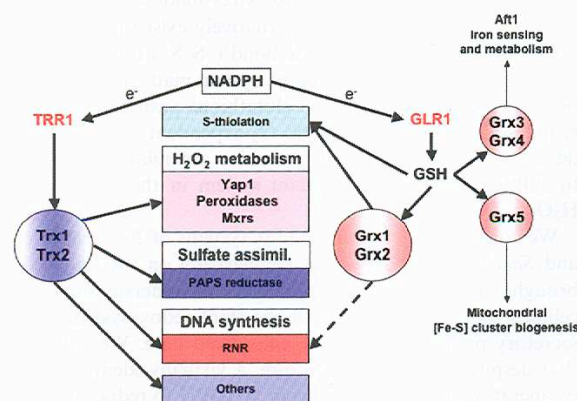 Aft1
Iron sensing
and metabolism
NADPH
e-
e-
TRR1
S-thiolation
GLR1
Grx3
Grx4
H2O2 metabolism
GSH
Yap1
Peroxidases
Mxrs
Grx5
Trx1
Trx2
Grx1
Grx2
Sulfate assimil.
PAPS reductase
DNA synthesis
Mitochondrial
[Fe-S] cluster biogenesis
RNR
Others